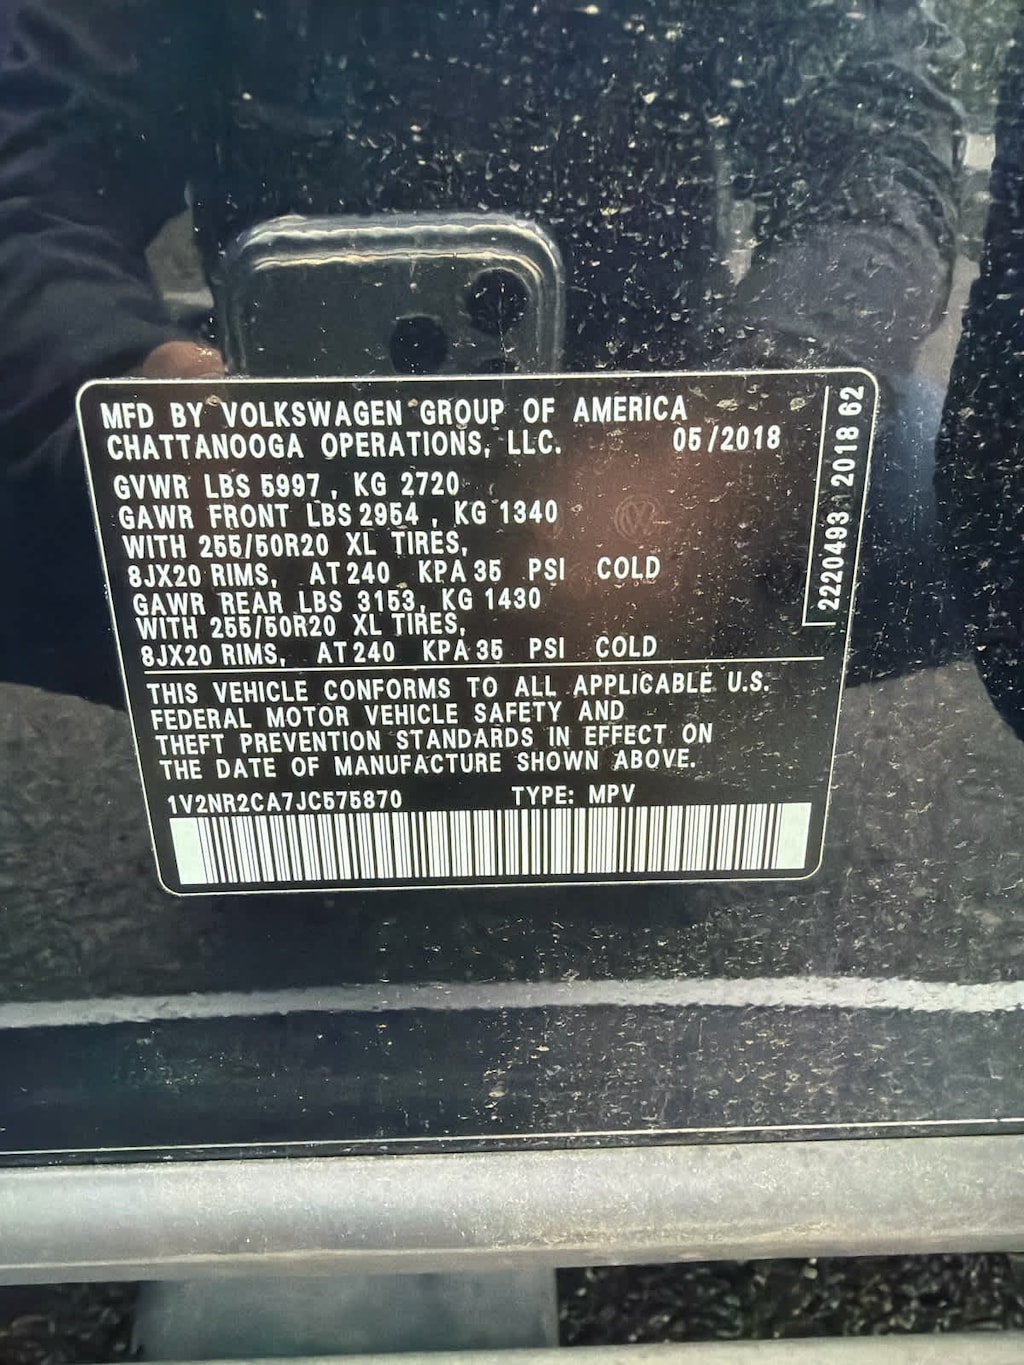 MFD BY VOLKSWAGEN GROUP OF AMERICA
CHATTANOOGA OPERATIONS, LLC. 05/2018
GVWR LBS 5997, KG 2720
GAWR FRONT LBS 2954, KG 1340
WITH 255/50R20 XL TIRES,
8JX20 RIMS, AT 240 KPA 35 PSI COLD
GAWR REAR LBS 3153, KG 1430
WITH 255/50R20 XL TIRES,
8JX20 RIMS, AT 240 KPA 35 PSI COLD
THIS VEHICLE CONFORMS TO ALL APPLICABLE U.S.
FEDERAL MOTOR VEHICLE SAFETY AND
THEFT PREVENTION STANDARDS IN EFFECT ON
THE DATE OF MANUFACTURE SHOWN ABOVE.
1V2NR2CA7JC575870 TYPE: MPV
2220493 2018 62